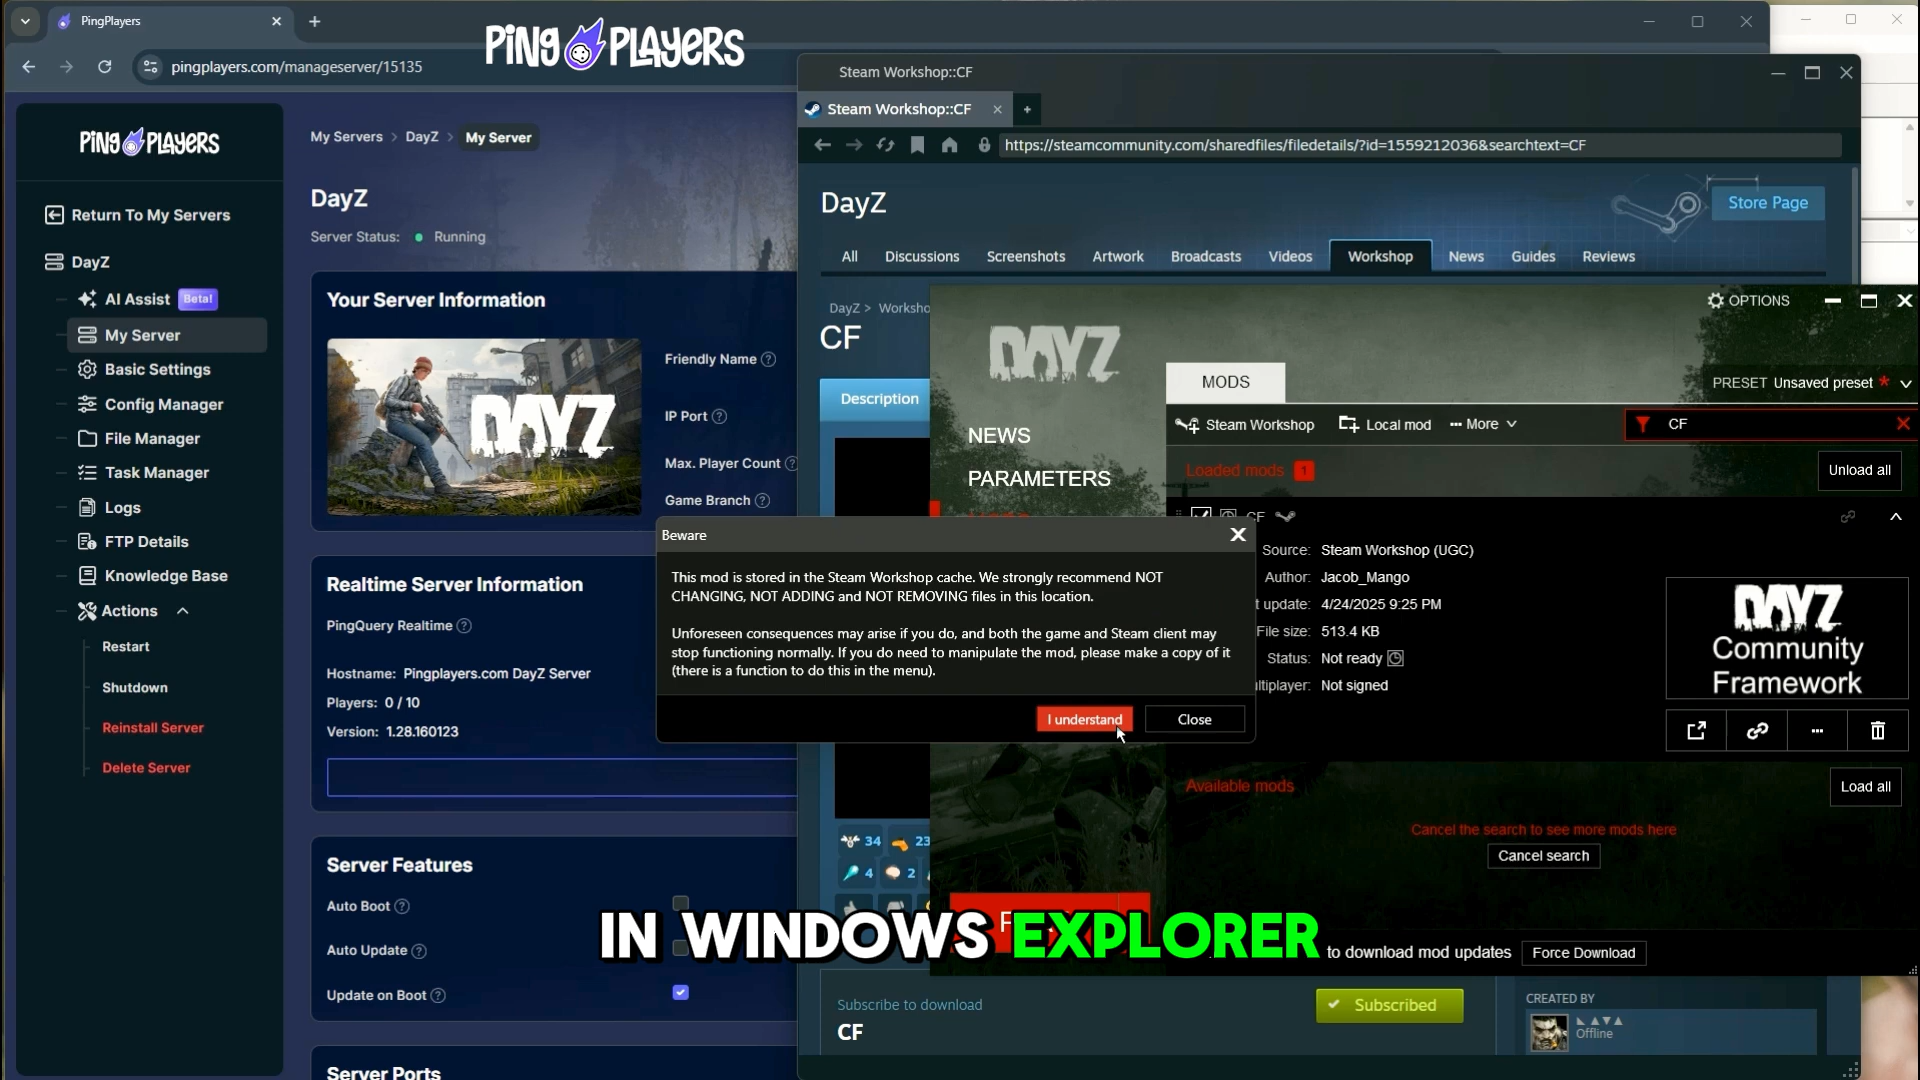 PingPlayers
PiNg PLAYERS
pingplayers.com/manageserver/15135
PiNg PLAYERS
Return To My Servers
DayZ
AI Assist Beta!
My Server
Basic Settings
Config Manager
File Manager
Task Manager
Logs
FTP Details
Knowledge Base
Actions
Restart
Shutdown
Reinstall Server
Delete Server
My Servers > DayZ > My Server
DayZ
Server Status: Running
Your Server Information
DAYZ
Friendly Name
IP Port
Max. Player Count
Game Branch
Realtime Server Information
PingQuery Realtime
Hostname: Pingplayers.com DayZ Server
Players: 0 / 10
Version: 1.28.160123
Server Features
Auto Boot
Auto Update
Update on Boot
Server Ports
Steam Workshop::CF
Steam Workshop::CF
https://steamcommunity.com/sharedfiles/filedetails/?id=1559212036&searchtext=CF
DayZ
Store Page
All Discussions Screenshots Artwork Broadcasts Videos Workshop News Guides Reviews
DayZ >
CF
Description
34 23
4 2
Subscribe to download
CF
Subscribed
CREATED BY
Offline
OPTIONS
DAYZ
NEWS
PARAMETERS
MODS
PRESET Unsaved preset *
Steam Workshop Local mod More
CF
Loaded mods 1
Unload all
CF
Source: Steam Workshop (UGC)
Author: Jacob_Mango
t update: 4/24/2025 9:25 PM
File size: 513.4 KB
Status: Not ready
ltiplayer: Not signed
DAYZ
Community
Framework
Available mods
Load all
Cancel the search to see more mods here
Cancel search
to download mod updates Force Download
Beware
This mod is stored in the Steam Workshop cache. We strongly recommend NOT
CHANGING, NOT ADDING and NOT REMOVING files in this location.
Unforeseen consequences may arise if you do, and both the game and Steam client may
stop functioning normally. If you do need to manipulate the mod, please make a copy of it
(there is a function to do this in the menu).
I understand Close
IN WINDOWS EXPLORER